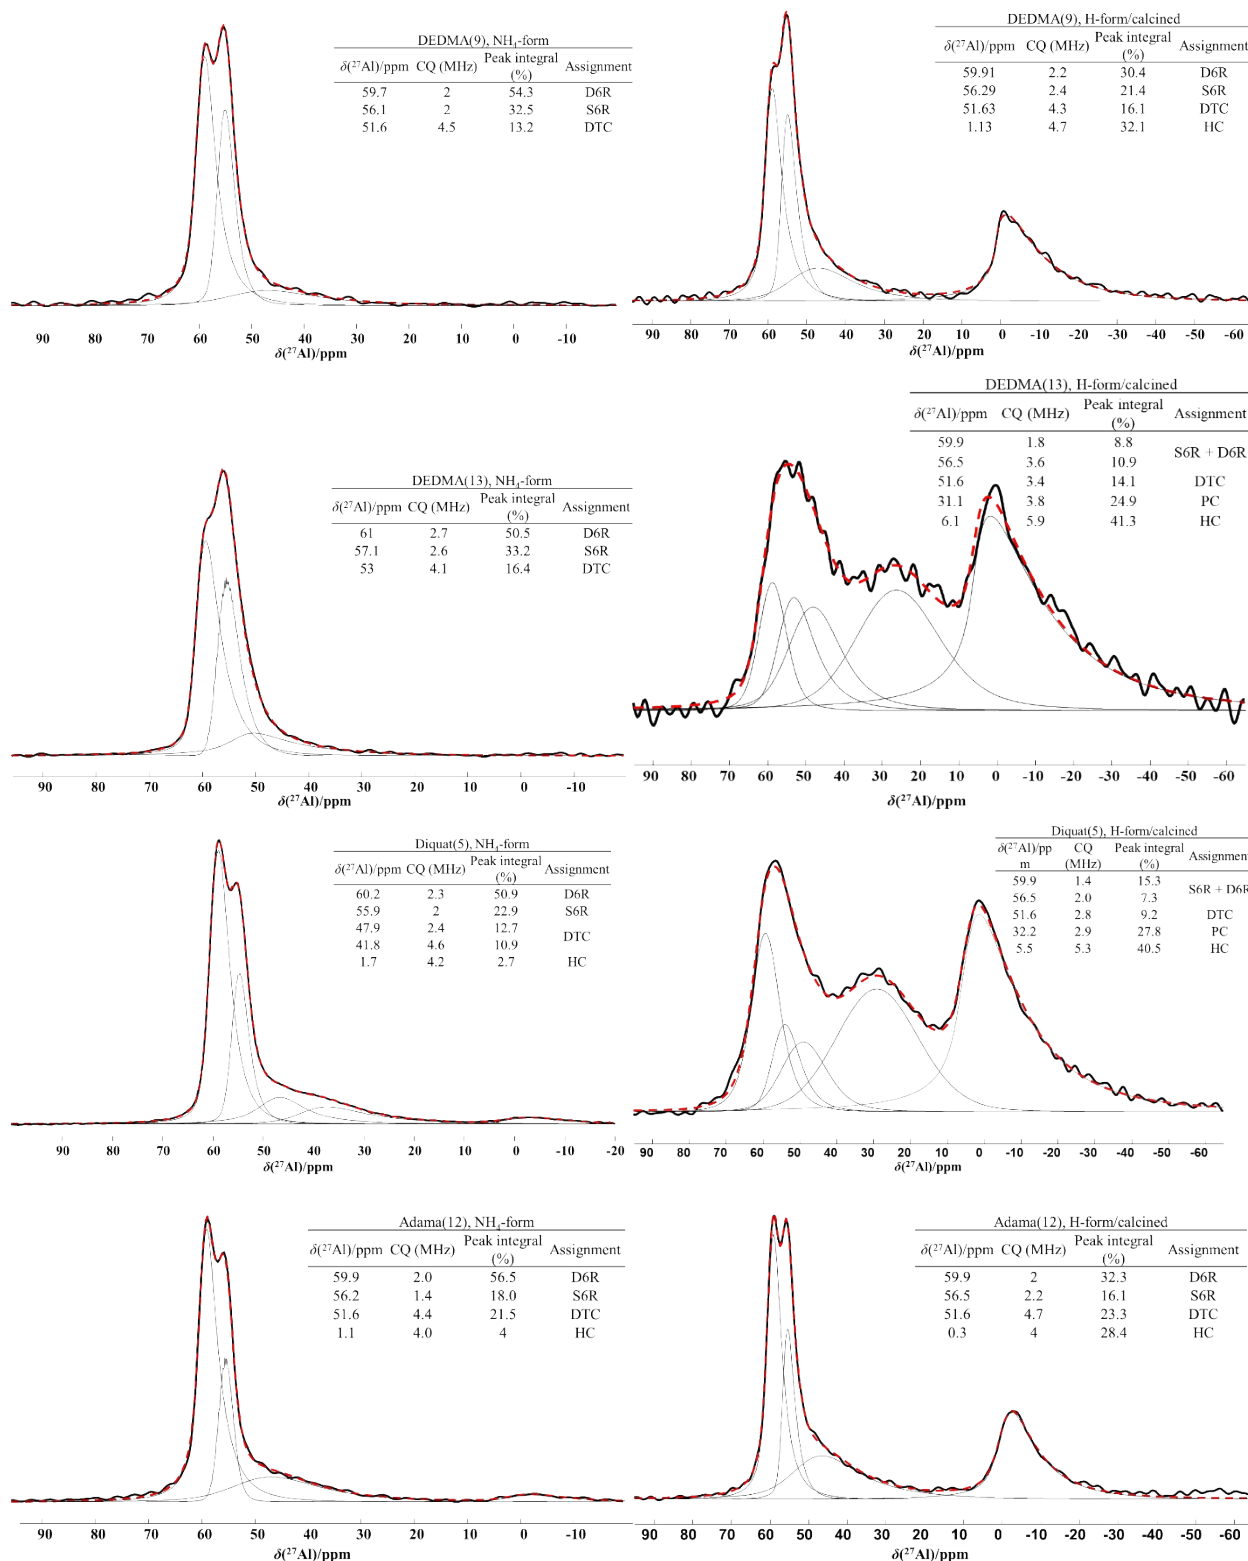 DEDMA(9), NH₄-form
δ(²⁷Al)/ppm CQ (MHz) Peak integral (%) Assignment
59.7 2 54.3 D6R
56.1 2 32.5 S6R
51.6 4.5 13.2 DTC
90 80 70 60 50 40 30 20 10 0 -10
δ(²⁷Al)/ppm
DEDMA(9), H-form/calcined
δ(²⁷Al)/ppm CQ (MHz) Peak integral (%) Assignment
59.91 2.2 30.4 D6R
56.29 2.4 21.4 S6R
51.63 4.3 16.1 DTC
1.13 4.7 32.1 HC
90 80 70 60 50 40 30 20 10 0 -10 -20 -30 -40 -50 -60
δ(²⁷Al)/ppm
DEDMA(13), NH₄-form
δ(²⁷Al)/ppm CQ (MHz) Peak integral (%) Assignment
61 2.7 50.5 D6R
57.1 2.6 33.2 S6R
53 4.1 16.4 DTC
90 80 70 60 50 40 30 20 10 0 -10
δ(²⁷Al)/ppm
DEDMA(13), H-form/calcined
δ(²⁷Al)/ppm CQ (MHz) Peak integral (%) Assignment
59.9 1.8 8.8 S6R + D6R
56.5 3.6 10.9
51.6 3.4 14.1 DTC
31.1 3.8 24.9 PC
6.1 5.9 41.3 HC
90 80 70 60 50 40 30 20 10 0 -10 -20 -30 -40 -50 -60
δ(²⁷Al)/ppm
Diquat(5), NH₄-form
δ(²⁷Al)/ppm CQ (MHz) Peak integral (%) Assignment
60.2 2.3 50.9 D6R
55.9 2 22.9 S6R
47.9 2.4 12.7 DTC
41.8 4.6 10.9
1.7 4.2 2.7 HC
90 80 70 60 50 40 30 20 10 0 -10 -20
δ(²⁷Al)/ppm
Diquat(5), H-form/calcined
δ(²⁷Al)/pp m CQ (MHz) Peak integral (%) Assignment
59.9 1.4 15.3 S6R + D6R
56.5 2.0 7.3
51.6 2.8 9.2 DTC
32.2 2.9 27.8 PC
5.5 5.3 40.5 HC
90 80 70 60 50 40 30 20 10 0 -10 -20 -30 -40 -50 -60
δ(²⁷Al)/ppm
Adama(12), NH₄-form
δ(²⁷Al)/ppm CQ (MHz) Peak integral (%) Assignment
59.9 2.0 56.5 D6R
56.2 1.4 18.0 S6R
51.6 4.4 21.5 DTC
1.1 4.0 4 HC
90 80 70 60 50 40 30 20 10 0 -10
δ(²⁷Al)/ppm
Adama(12), H-form/calcined
δ(²⁷Al)/ppm CQ (MHz) Peak integral (%) Assignment
59.9 2 32.3 D6R
56.5 2.2 16.1 S6R
51.6 4.7 23.3 DTC
0.3 4 28.4 HC
90 80 70 60 50 40 30 20 10 0 -10 -20 -30 -40 -50 -60
δ(²⁷Al)/ppm